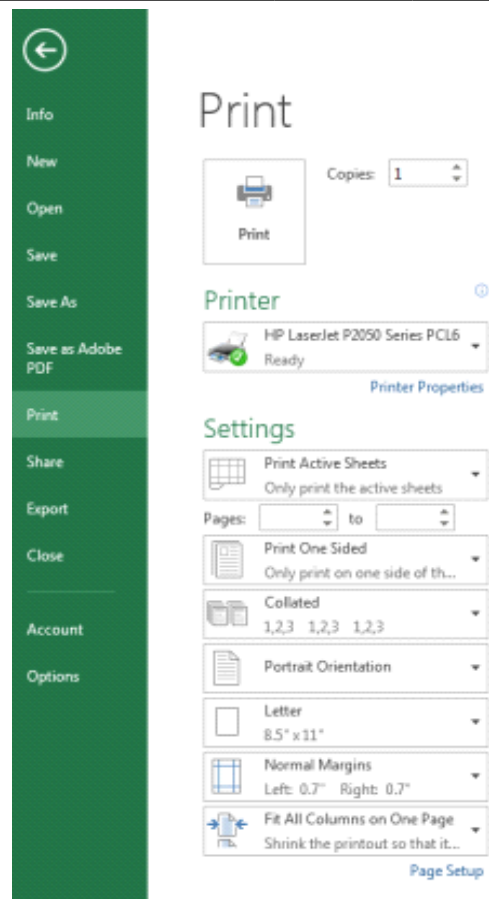 Info
New
Open
Save
Save As
Save as Adobe
PDF
Print
Share
Export
Close
Account
Options
Print
Print
Copies: 1
Printer
HP LaserJet P2050 Series PCL6
Ready
Printer Properties
Settings
Print Active Sheets
Only print the active sheets
Pages: to
Print One Sided
Only print on one side of th...
Collated
1,2,3 1,2,3 1,2,3
Portrait Orientation
Letter
8.5" x 11"
Normal Margins
Left: 0.7" Right: 0.7"
Fit All Columns on One Page
Shrink the printout so that it...
Page Setup